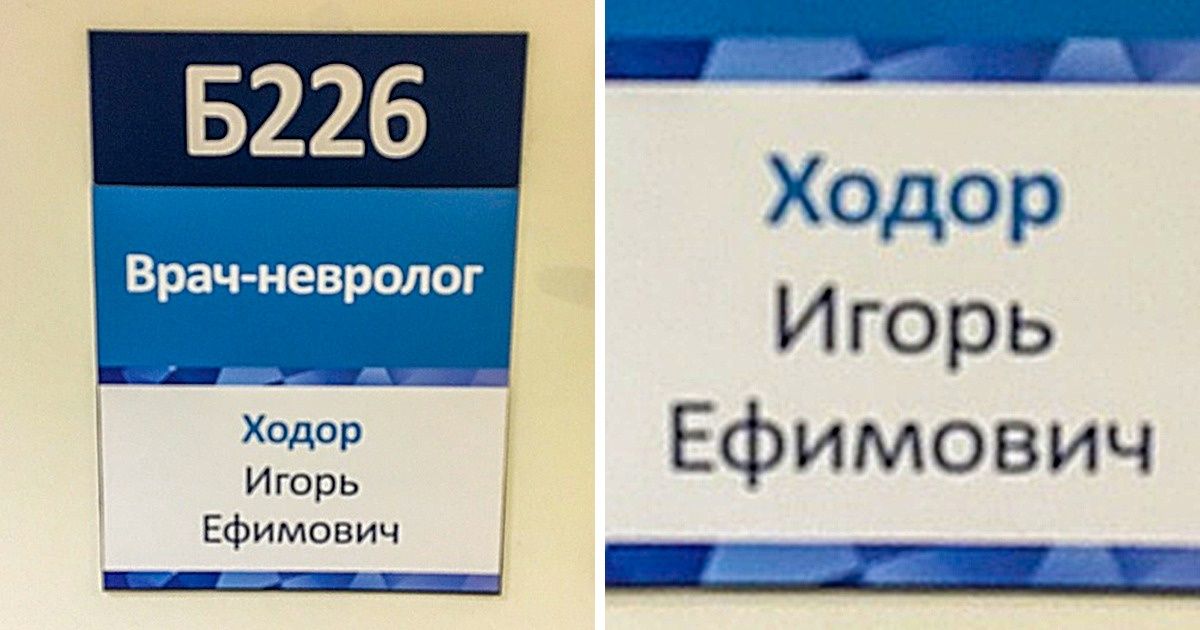 Б226
Врач-невролог
Ходор
Игорь
Ефимович
Ходор
Игорь
Ефимович